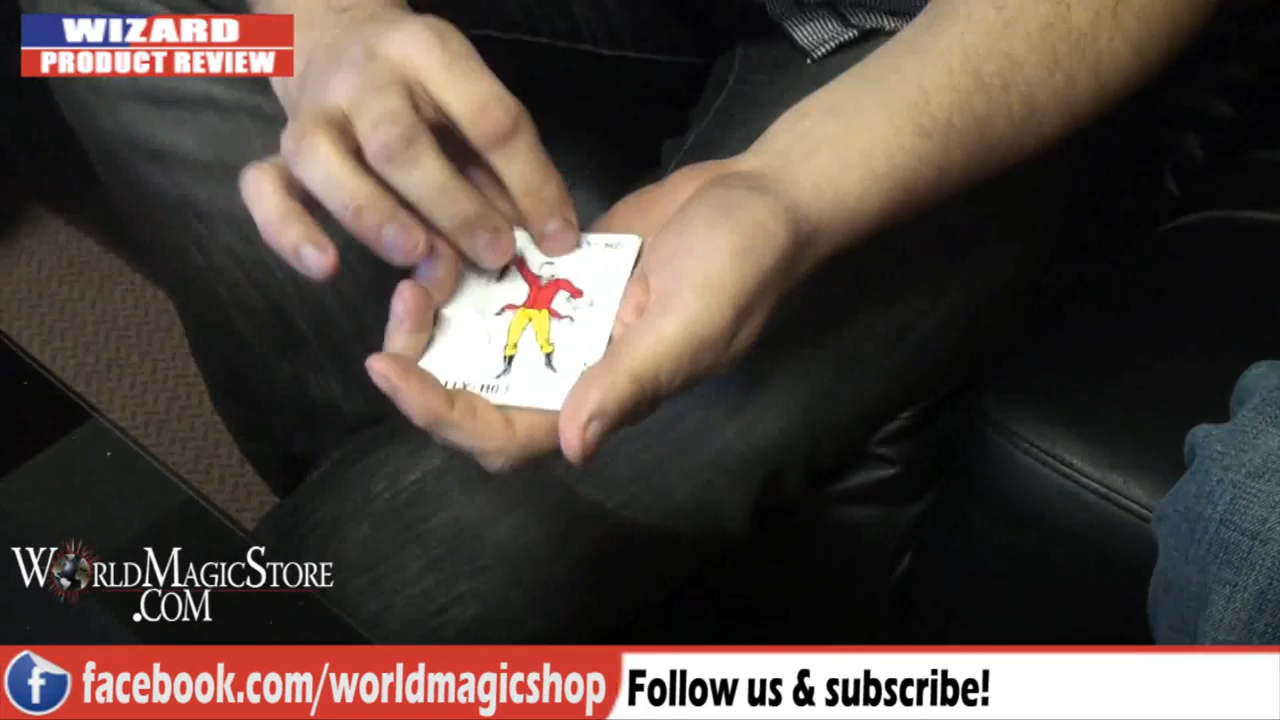 WIZARD
PRODUCT REVIEW
WORLDMAGICSTORE
.COM
facebook.com/worldmagicshop
Follow us & subscribe!